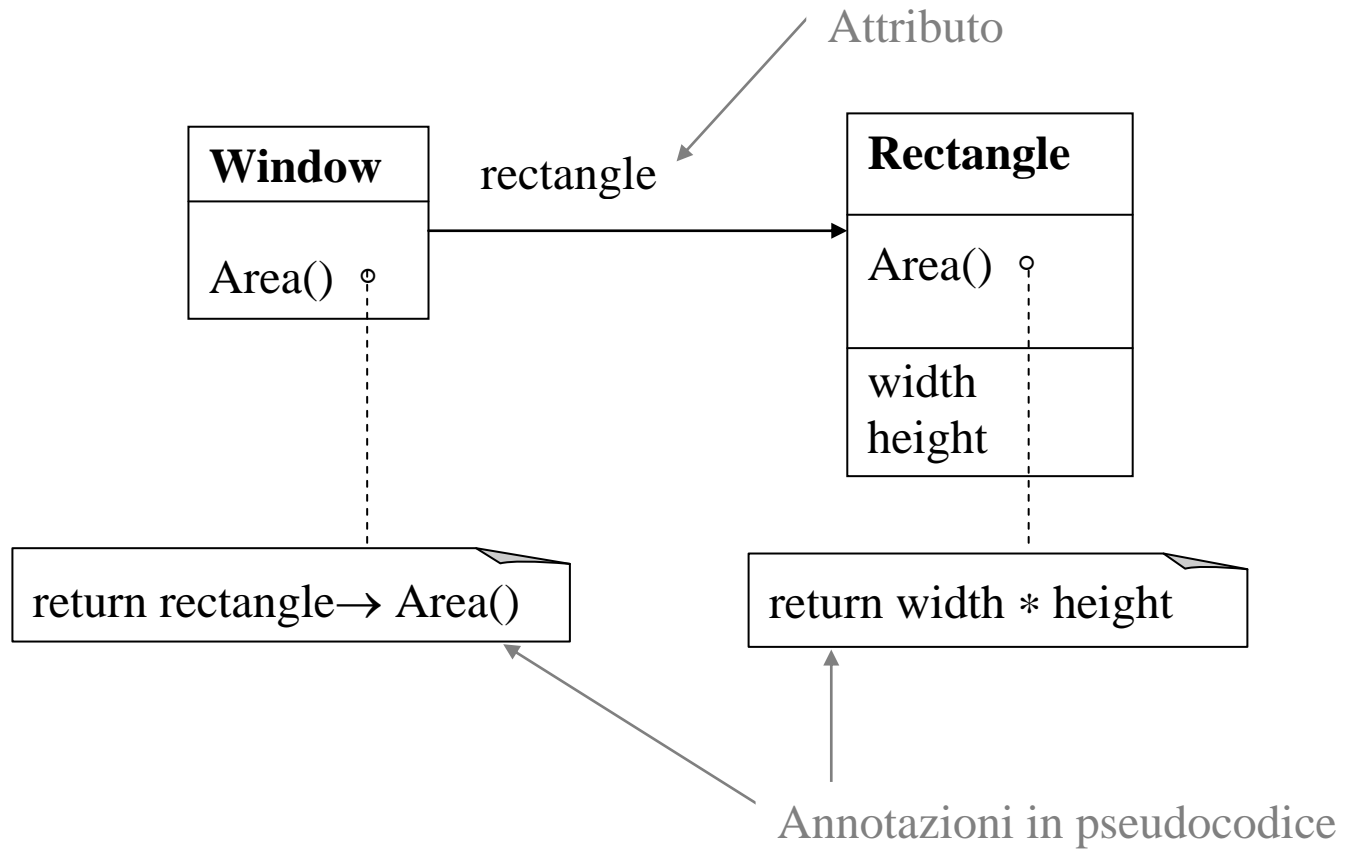 Attributo
Window
rectangle
Rectangle
Area()
Area()
width
height
return rectangle→ Area()
return width ∗ height
Annotazioni in pseudocodice